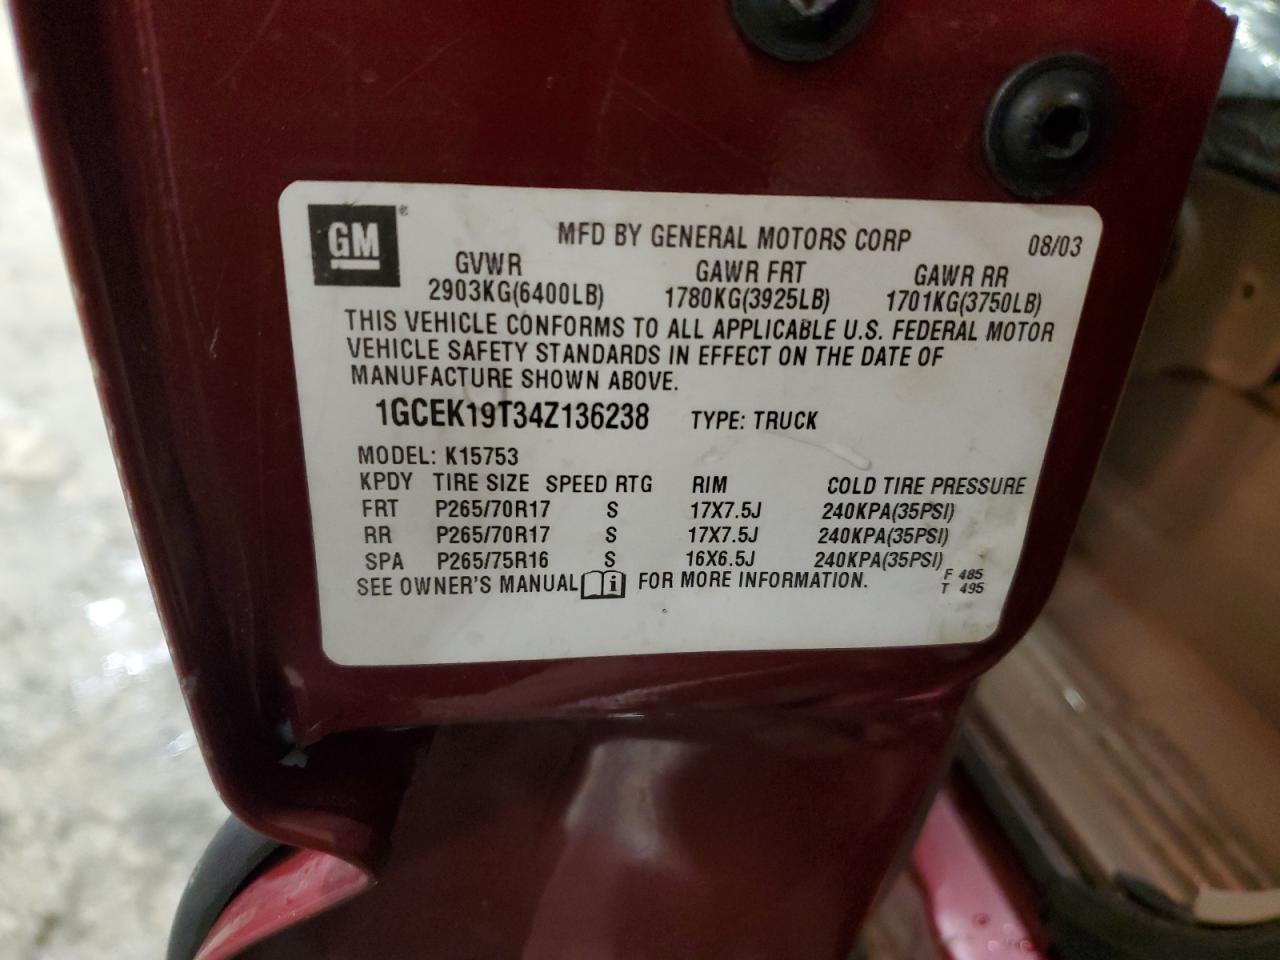 GM®
MFD BY GENERAL MOTORS CORP 08/03
GVWR GAWR FRT GAWR RR
2903KG(6400LB) 1780KG(3925LB) 1701KG(3750LB)
THIS VEHICLE CONFORMS TO ALL APPLICABLE U.S. FEDERAL MOTOR
VEHICLE SAFETY STANDARDS IN EFFECT ON THE DATE OF
MANUFACTURE SHOWN ABOVE.
1GCEK19T34Z136238 TYPE: TRUCK
MODEL: K15753
KPDY TIRE SIZE SPEED RTG RIM COLD TIRE PRESSURE
FRT P265/70R17 S 17X7.5J 240KPA(35PSI)
RR P265/70R17 S 17X7.5J 240KPA(35PSI)
SPA P265/75R16 S 16X6.5J 240KPA(35PSI)
SEE OWNER'S MANUAL i FOR MORE INFORMATION.
F 485
T 495